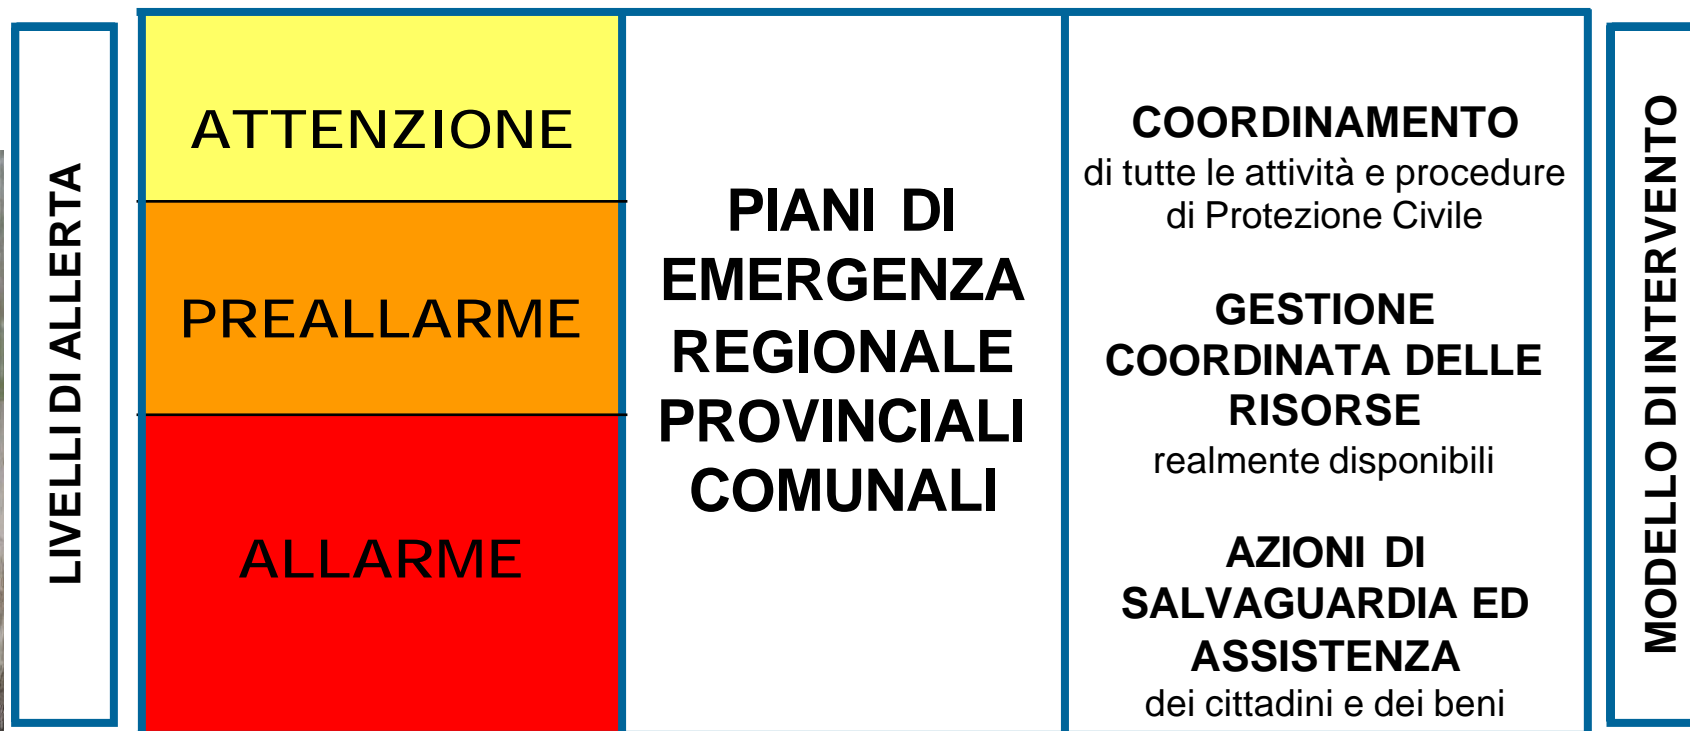 LIVELLI DI ALLERTA
ATTENZIONE
PREALLARME
ALLARME
PIANI DI
EMERGENZA
REGIONALE
PROVINCIALI
COMUNALI
COORDINAMENTO
di tutte le attività e procedure
di Protezione Civile
GESTIONE
COORDINATA DELLE
RISORSE
realmente disponibili
AZIONI DI
SALVAGUARDIA ED
ASSISTENZA
dei cittadini e dei beni
MODELLO DI INTERVENTO